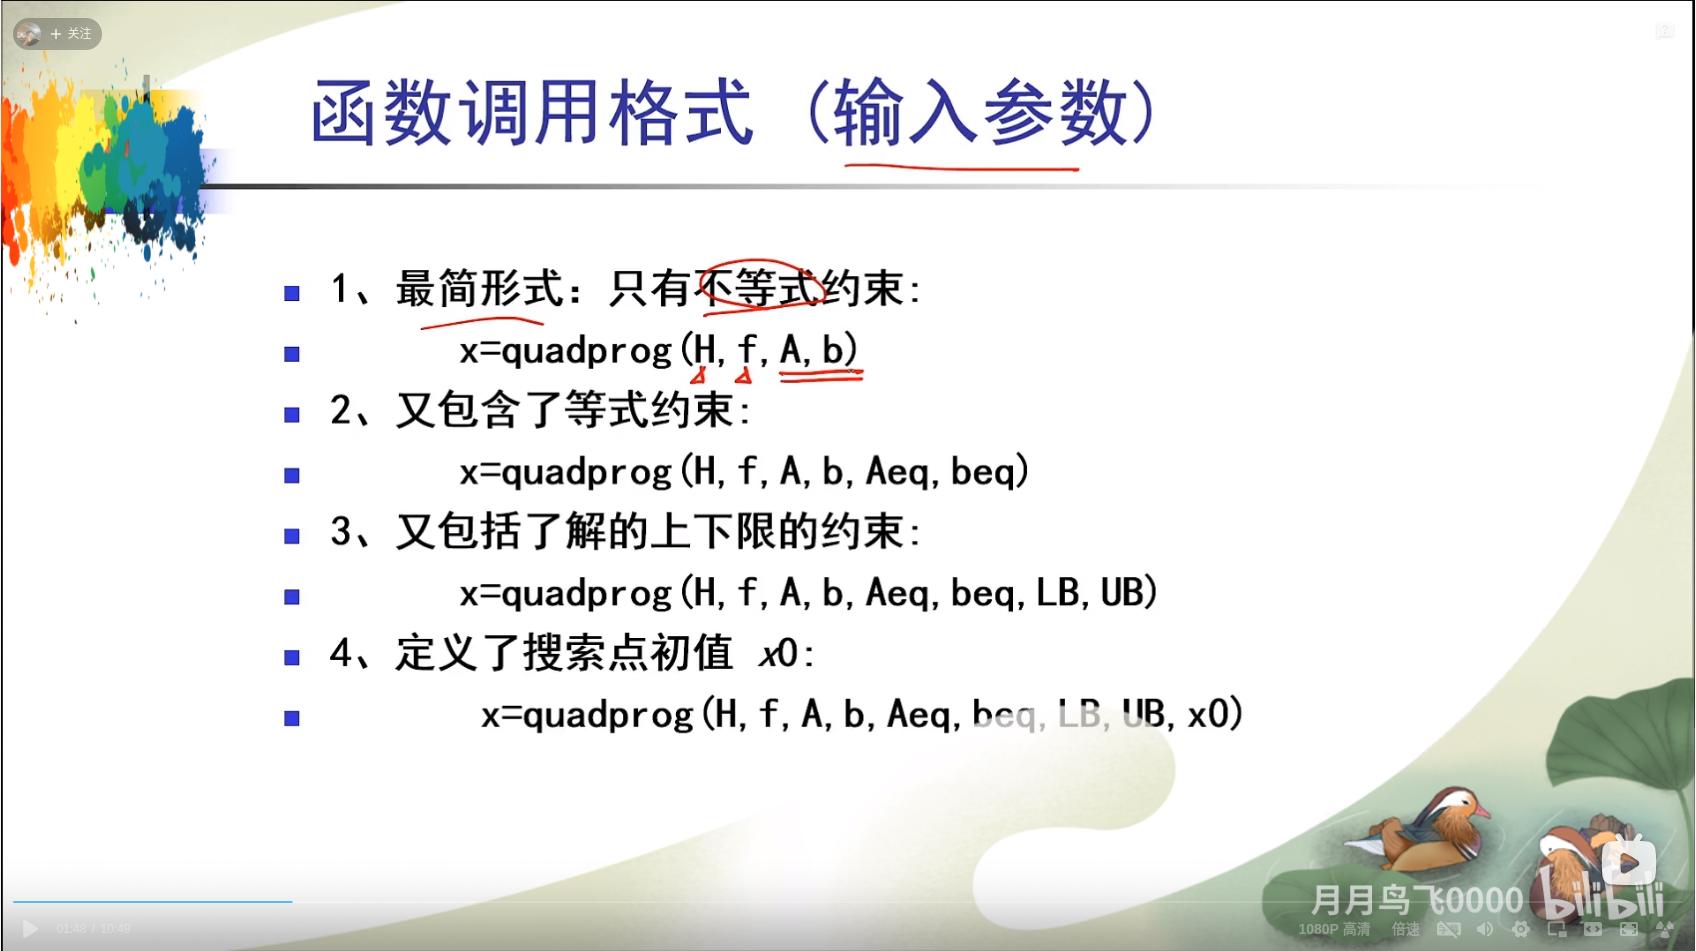 + 关注
函数调用格式（输入参数）
1、最简形式：只有不等式约束：
x=quadprog(H,f,A,b)
2、又包含了等式约束：
x=quadprog(H,f,A,b,Aeq,beq)
3、又包括了解的上下限的约束：
x=quadprog(H,f,A,b,Aeq,beq,LB,UB)
4、定义了搜索点初值 x0：
x=quadprog(H,f,A,b,Aeq,beq,LB,UB,x0)
月月鸟飞0000 bilibili
01:48 / 10:49 1080P 高清 倍速